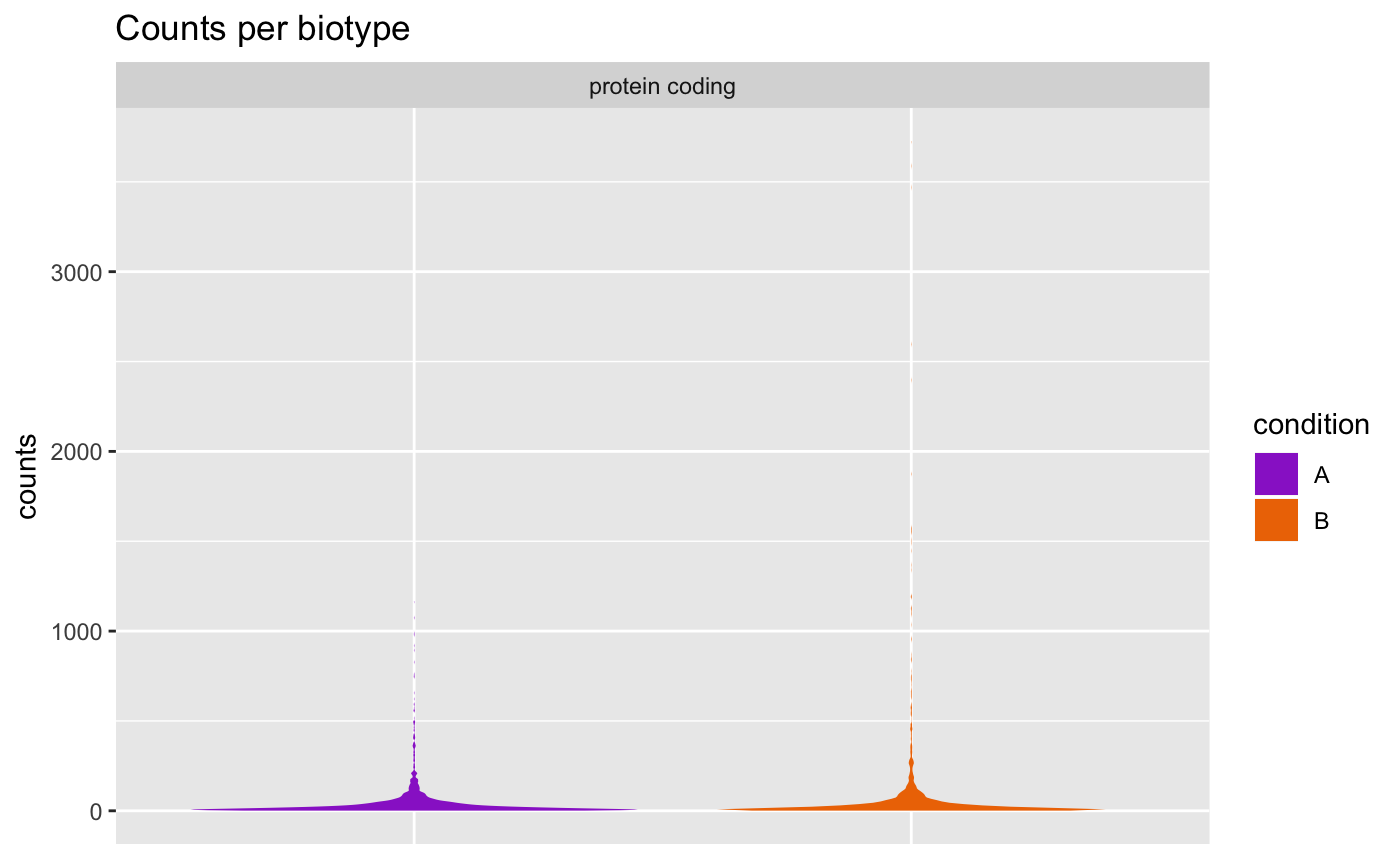 Counts per biotype
protein coding
counts
3000
2000
1000
0
condition
A
B